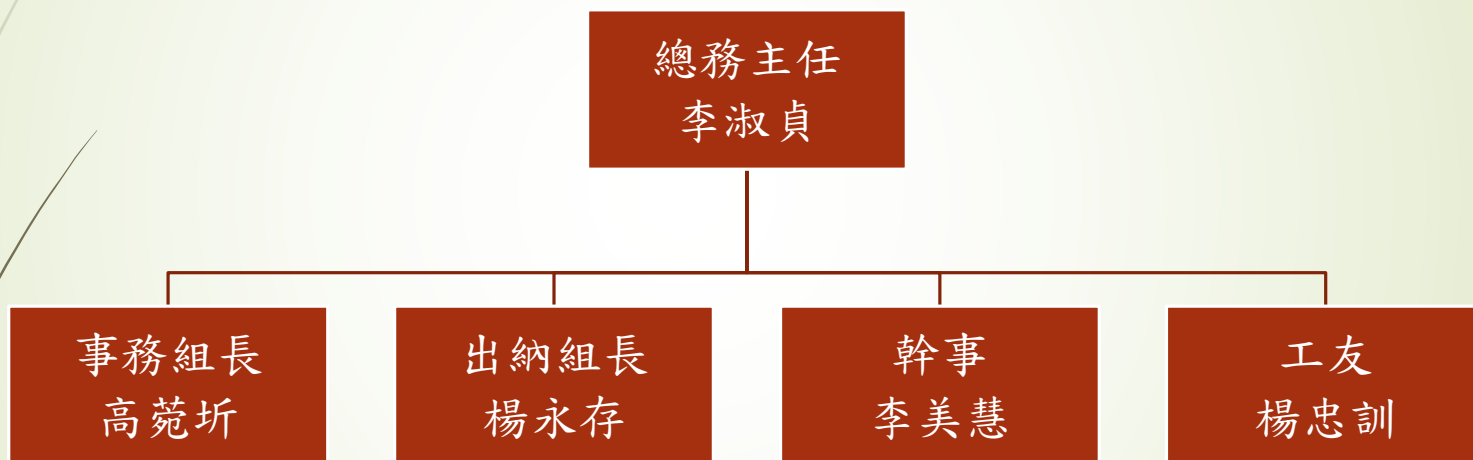 總務主任
李淑貞
事務組長
高菀圻
出納組長
楊永存
幹事
李美慧
工友
楊忠訓